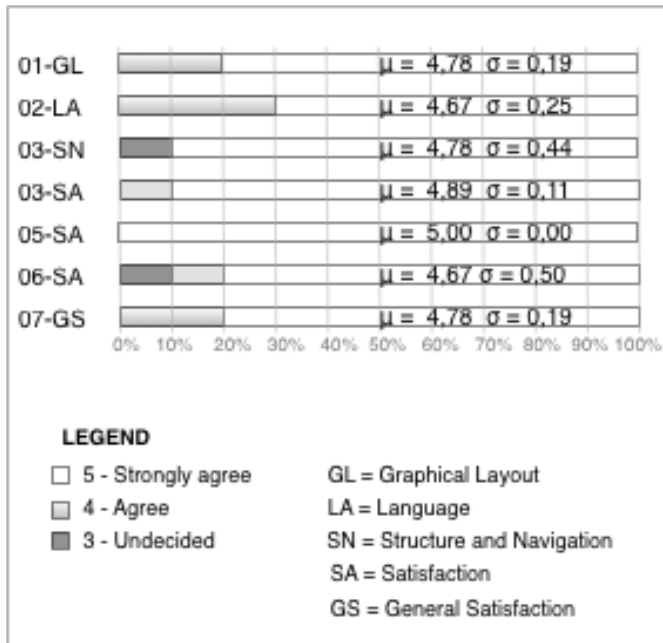 01-GL μ = 4,78 σ = 0,19
02-LA μ = 4,67 σ = 0,25
03-SN μ = 4,78 σ = 0,44
03-SA μ = 4,89 σ = 0,11
05-SA μ = 5,00 σ = 0,00
06-SA μ = 4,67 σ = 0,50
07-GS μ = 4,78 σ = 0,19
0% 10% 20% 30% 40% 50% 60% 70% 80% 90% 100%
LEGEND
5 - Strongly agree
4 - Agree
3 - Undecided
GL = Graphical Layout
LA = Language
SN = Structure and Navigation
SA = Satisfaction
GS = General Satisfaction